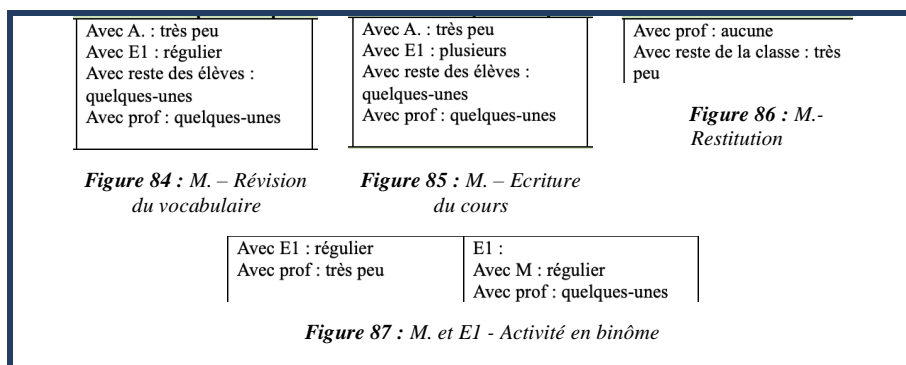 Avec A. : très peu
Avec E1 : régulier
Avec reste des élèves :
quelques-unes
Avec prof : quelques-unes
Figure 84 : M. – Révision
du vocabulaire
Avec A. : très peu
Avec E1 : plusieurs
Avec reste des élèves :
quelques-unes
Avec prof : quelques-unes
Figure 85 : M. – Ecriture
du cours
Avec prof : aucune
Avec reste de la classe : très
peu
Figure 86 : M.-
Restitution
Avec E1 : régulier
Avec prof : très peu
E1 :
Avec M : régulier
Avec prof : quelques-unes
Figure 87 : M. et E1 - Activité en binôme